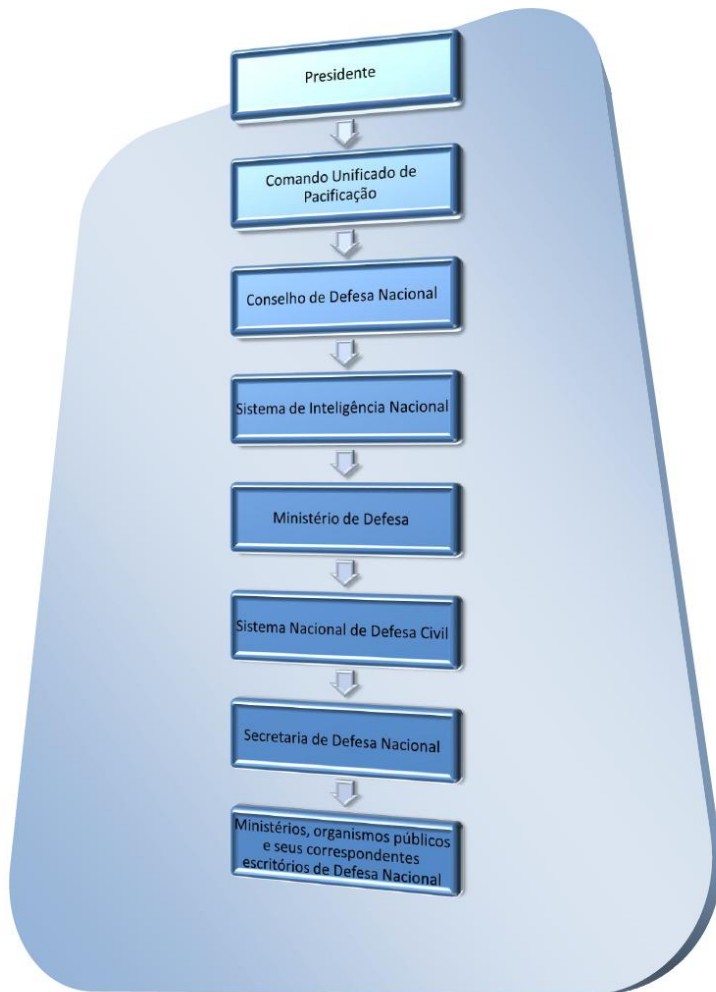 Presidente
Comando Unificado de
Pacificação
Conselho de Defesa Nacional
Sistema de Inteligência Nacional
Ministério de Defesa
Sistema Nacional de Defesa Civil
Secretaria de Defesa Nacional
Ministérios, organismos públicos
e seus correspondentes
escritórios de Defesa Nacional